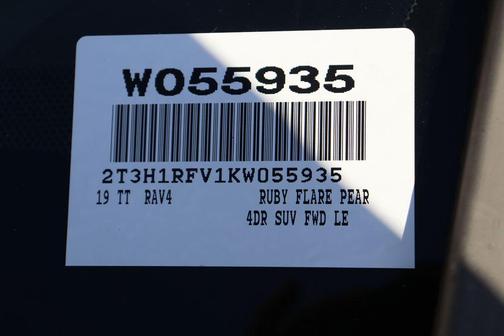 W055935
2T3H1RFV1KW055935
19 TT RAV4 RUBY FLARE PEAR
4DR SUV FWD LE